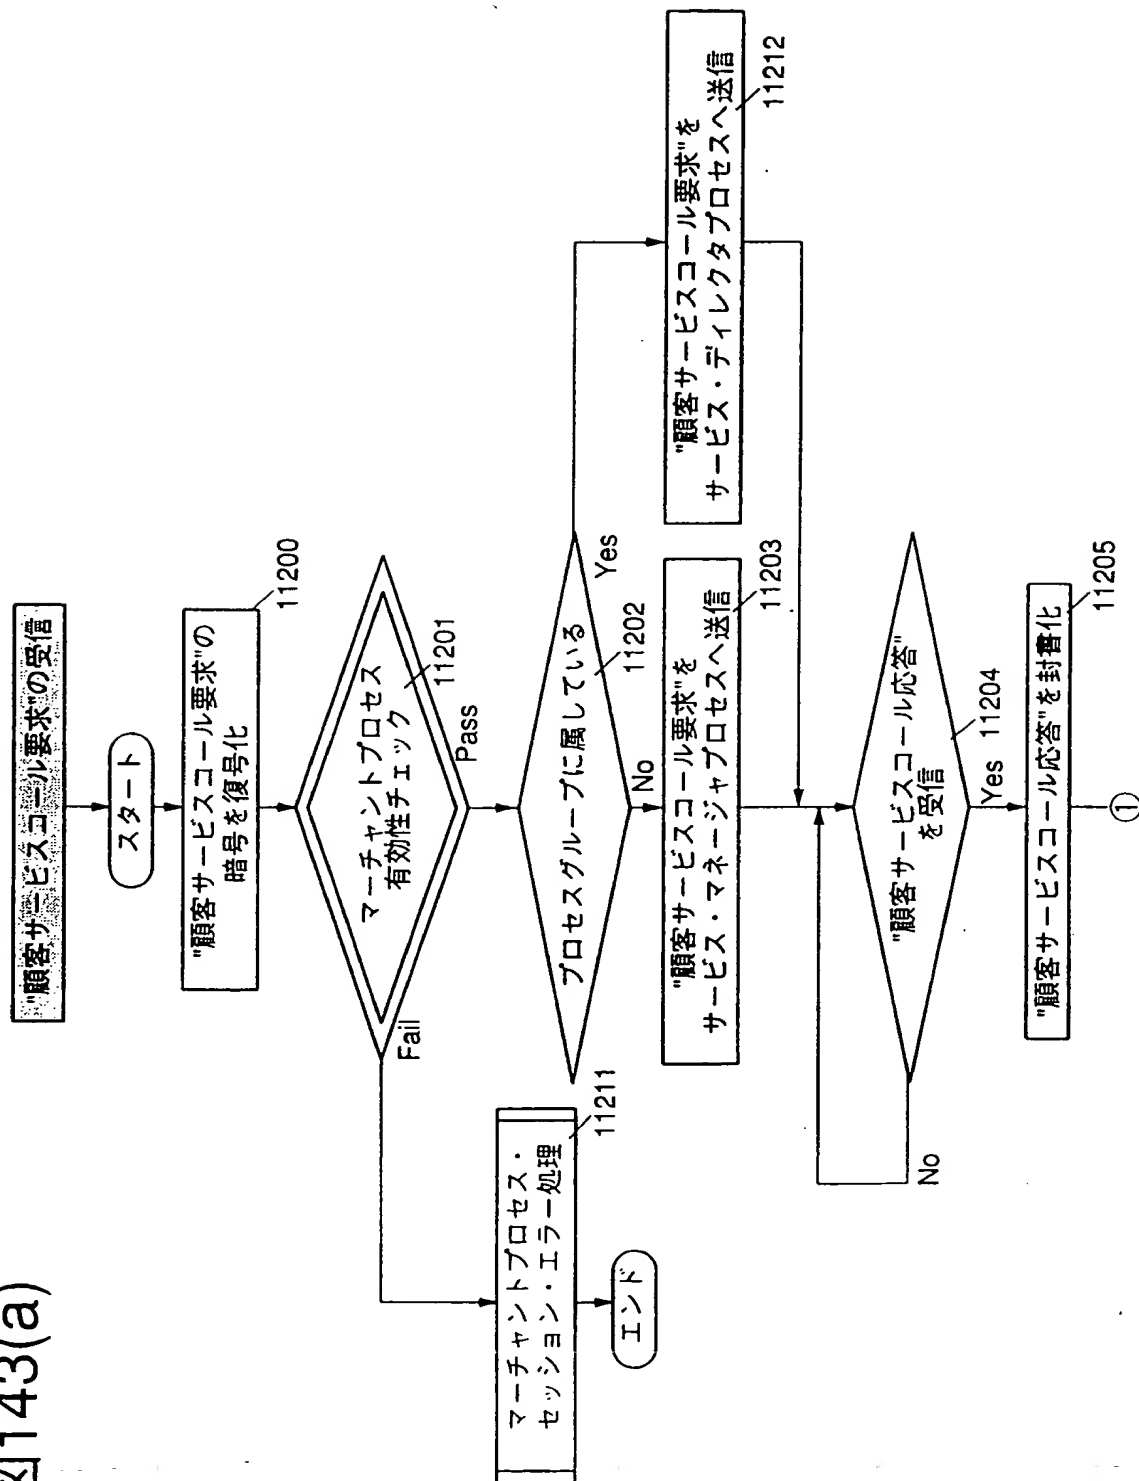 図143(a)
"顧客サービスコール要求"の受信
スタート
"顧客サービスコール要求"の
暗号を復号化
11200
マーチャントプロセス
有効性チェック
11201
Fail
Pass
マーチャントプロセス・
セッション・エラー処理
11211
エンド
プロセスグループに属している
11202
Yes
No
"顧客サービスコール要求"を
サービス・マネージャプロセスへ送信
11203
"顧客サービスコール要求"を
サービス・ディレクタプロセスへ送信
11212
"顧客サービスコール応答"
を受信
11204
No
Yes
"顧客サービスコール応答"を封書化
11205
①